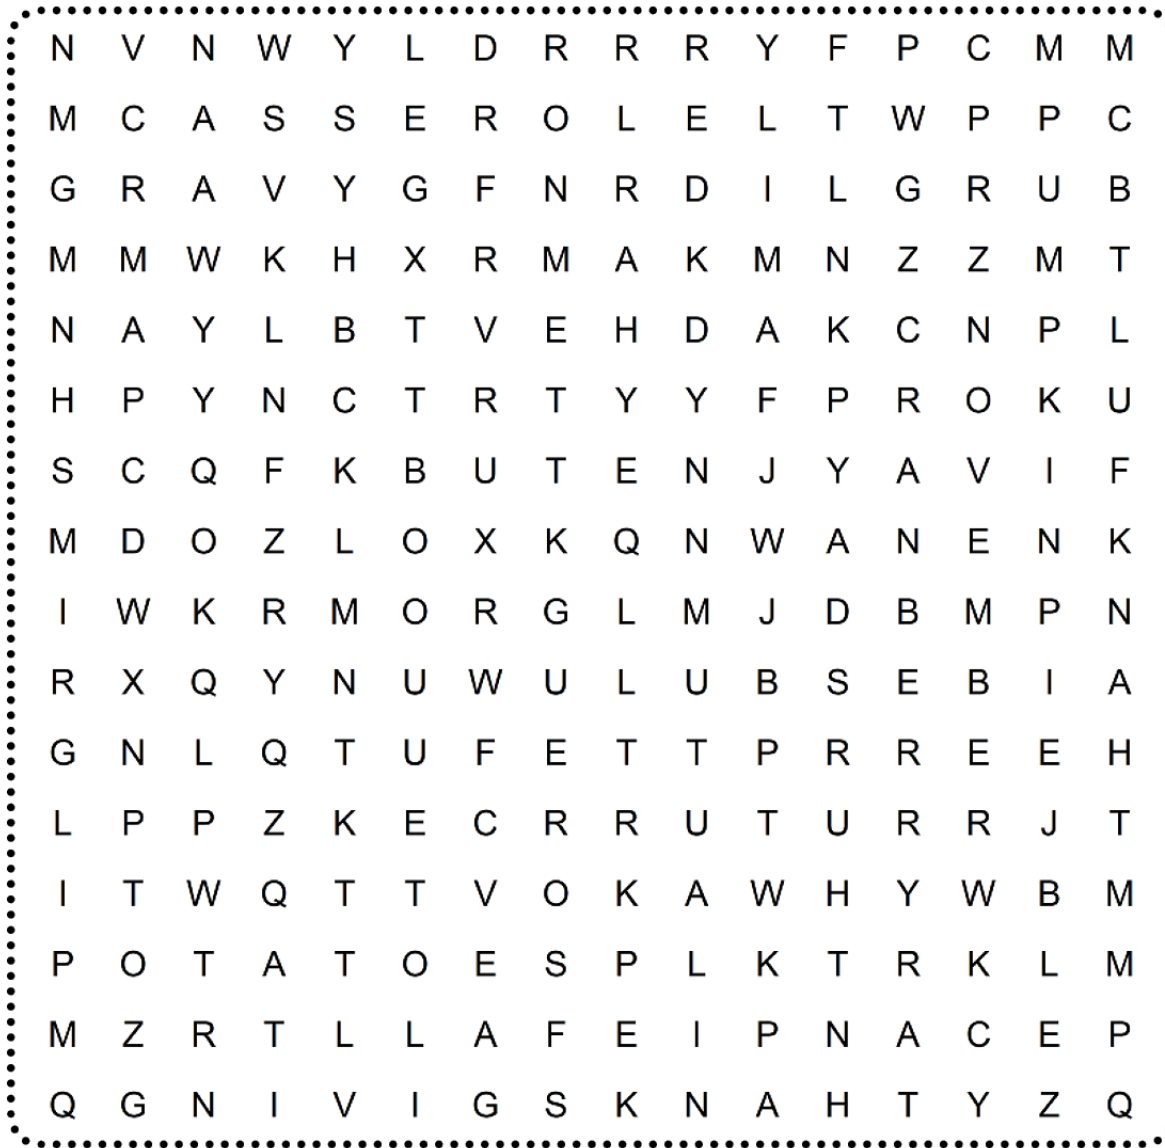 N V N W Y L D R R R Y F P C M M
M C A S S E R O L E L T W P P C
G R A V Y G F N R D I L G R U B
M M W K H X R M A K M N Z Z M T
N A Y L B T V E H D A K C N P L
H P Y N C T R T Y Y F P R O K U
S C Q F K B U T E N J Y A V I F
M D O Z L O X K Q N W A N E N K
I W K R M O R G L M J D B M P N
R X Q Y N U W U L U B S E B I A
G N L Q T U F E T T P R R E E H
L P P Z K E C R R U T U R R J T
I T W Q T T V O K A W H Y W B M
P O T A T O E S P L K T R K L M
M Z R T L L A F E I P N A C E P
Q G N I V I G S K N A H T Y Z Q